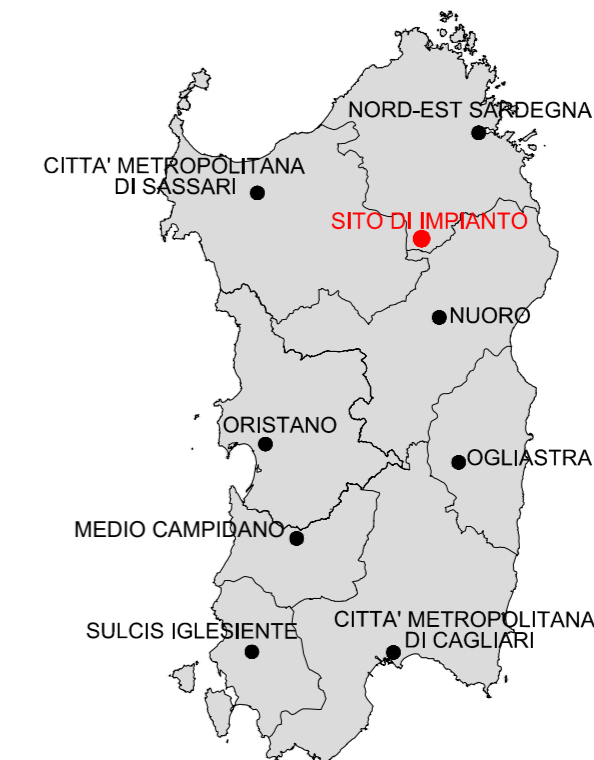 NORD-EST SARDEGNA
CITTA' METROPOLITANA
DI SASSARI
SITO DI IMPIANTO
NUORO
ORISTANO
OGLIASTRA
MEDIO CAMPIDANO
SULCIS IGLESIENTE
CITTA' METROPOLITANA
DI CAGLIARI